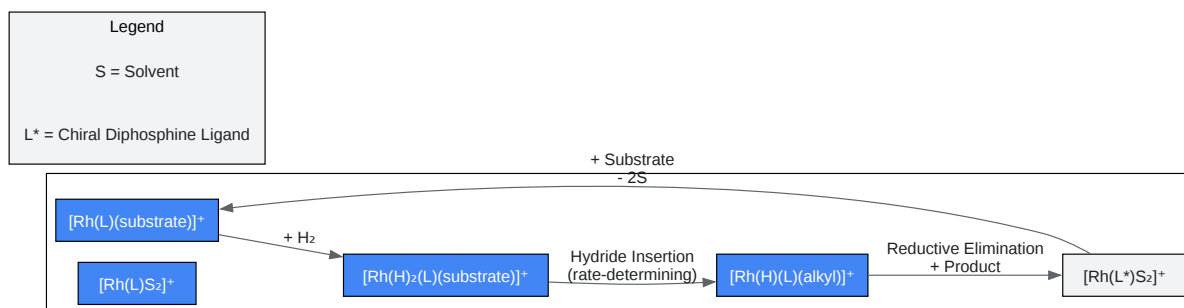 Legend
S = Solvent
L* = Chiral Diphosphine Ligand
+ Substrate
- 2S
[Rh(L)(substrate)]⁺
+ H₂
[Rh(L)S₂]⁺
[Rh(H)₂(L)(substrate)]⁺
Hydride Insertion
(rate-determining)
[Rh(H)(L)(alkyl)]⁺
Reductive Elimination
+ Product
[Rh(L*)S₂]⁺